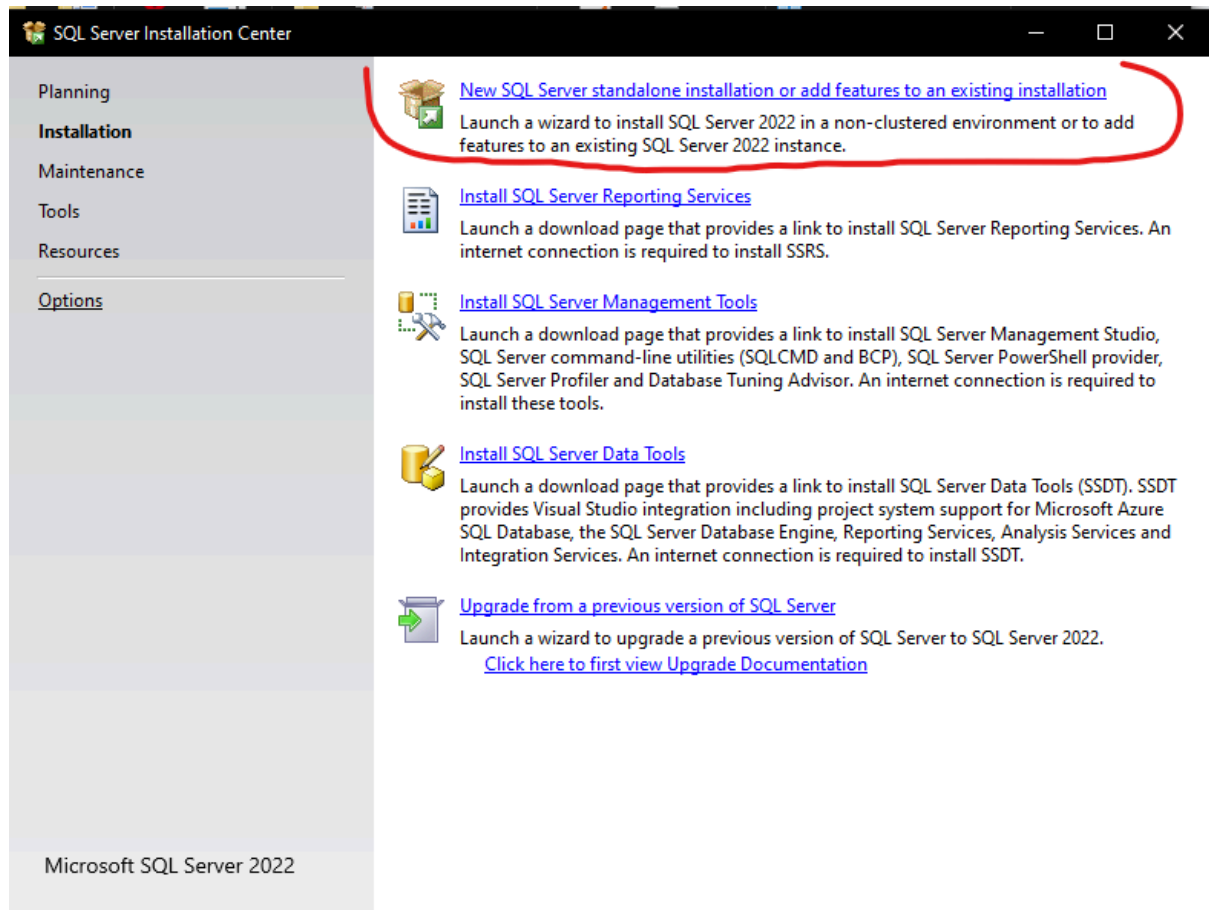 SQL Server Installation Center
Planning
Installation
Maintenance
Tools
Resources
Options
Microsoft SQL Server 2022
New SQL Server standalone installation or add features to an existing installation
Launch a wizard to install SQL Server 2022 in a non-clustered environment or to add
features to an existing SQL Server 2022 instance.
Install SQL Server Reporting Services
Launch a download page that provides a link to install SQL Server Reporting Services. An
internet connection is required to install SSRS.
Install SQL Server Management Tools
Launch a download page that provides a link to install SQL Server Management Studio,
SQL Server command-line utilities (SQLCMD and BCP), SQL Server PowerShell provider,
SQL Server Profiler and Database Tuning Advisor. An internet connection is required to
install these tools.
Install SQL Server Data Tools
Launch a download page that provides a link to install SQL Server Data Tools (SSDT). SSDT
provides Visual Studio integration including project system support for Microsoft Azure
SQL Database, the SQL Server Database Engine, Reporting Services, Analysis Services and
Integration Services. An internet connection is required to install SSDT.
Upgrade from a previous version of SQL Server
Launch a wizard to upgrade a previous version of SQL Server to SQL Server 2022.
Click here to first view Upgrade Documentation